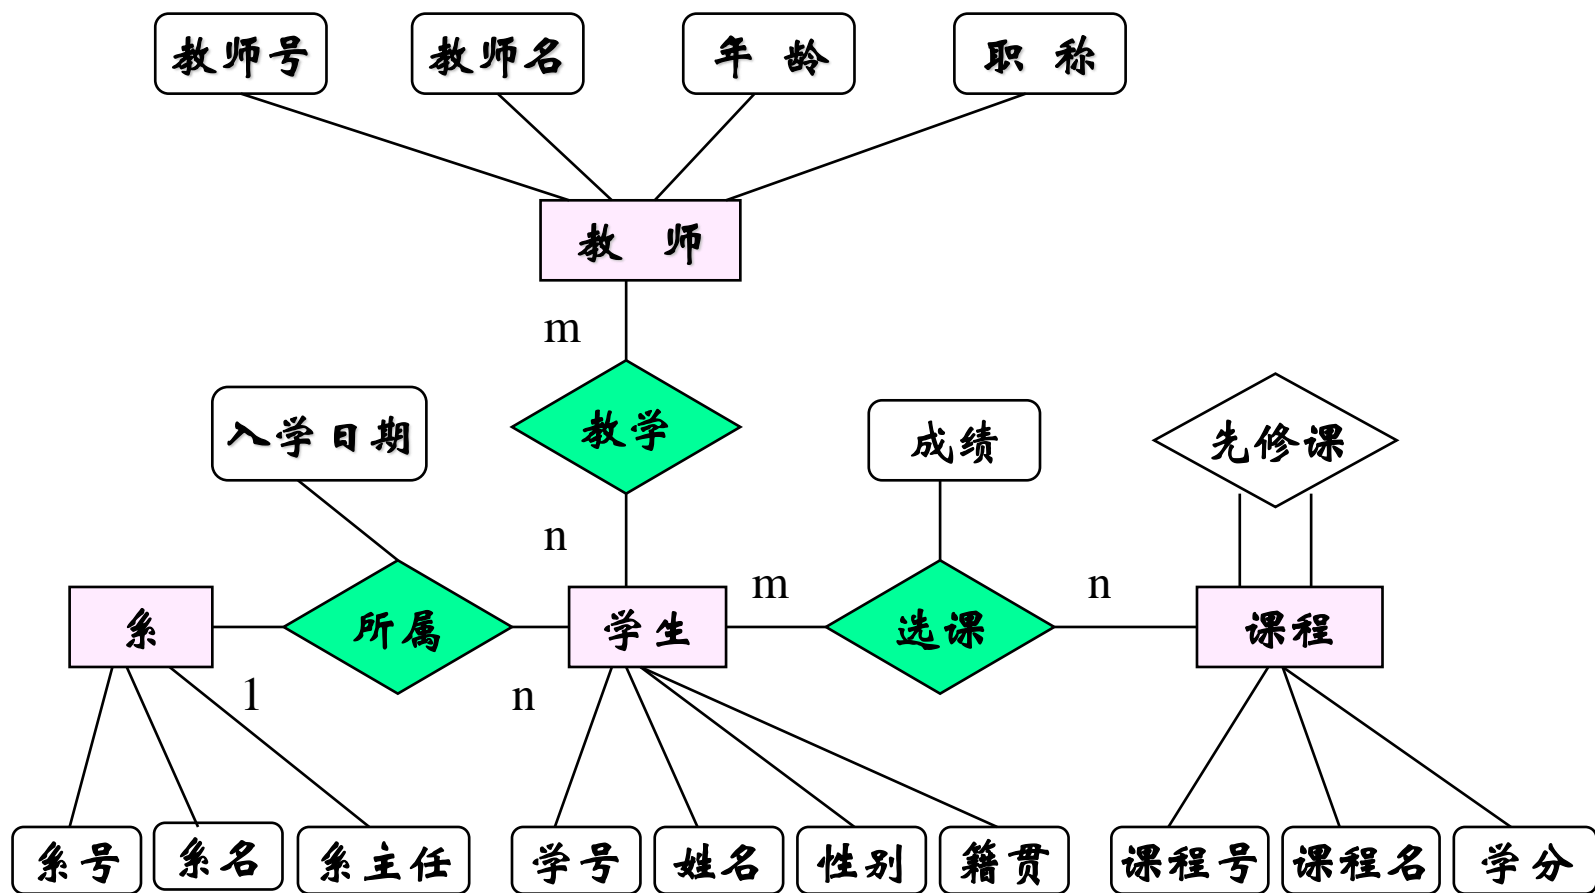 教师号 教师名 年龄 职称
教师
m
入学日期 教学 成绩 先修课
n
系 所属 学生 m 选课 n 课程
1 n
系号 系名 系主任 学号 姓名 性别 籍贯 课程号 课程名 学分